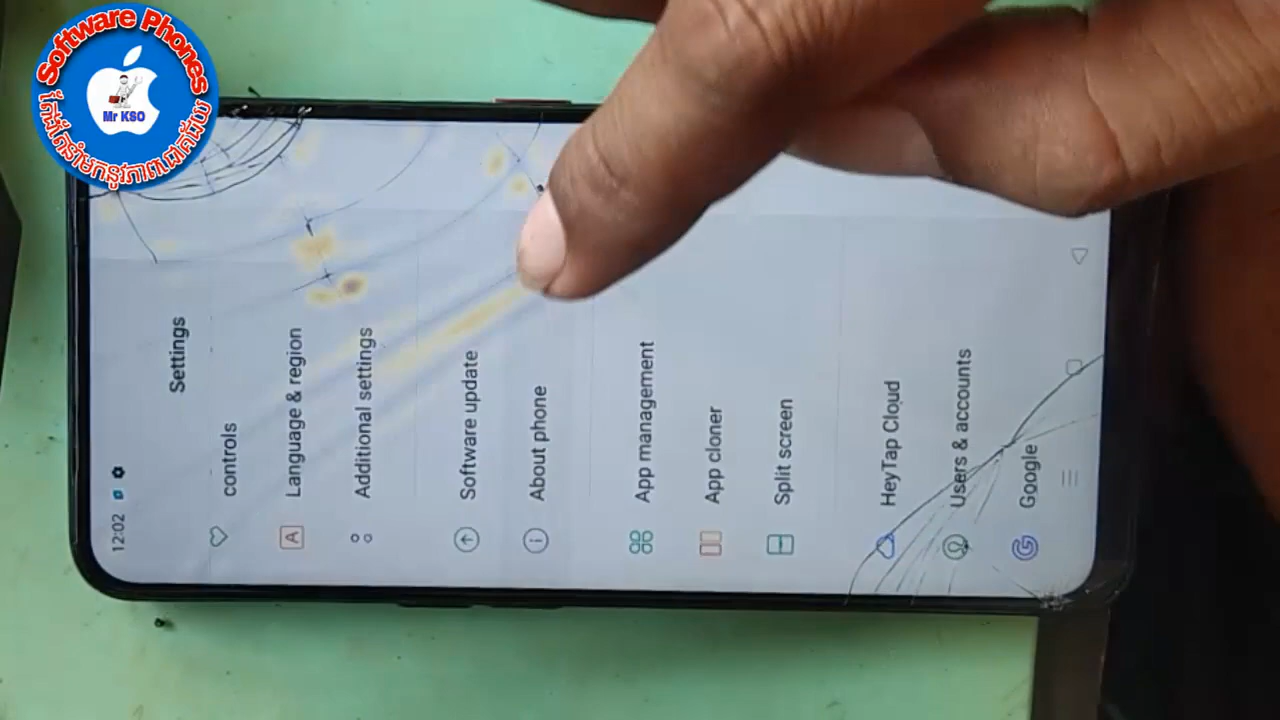 Software Phones
Mr KSO
12:02
Settings
controls
Language & region
A
Additional settings
Software update
About phone
App management
App cloner
Split screen
HeyTap Cloud
Users & accounts
Google